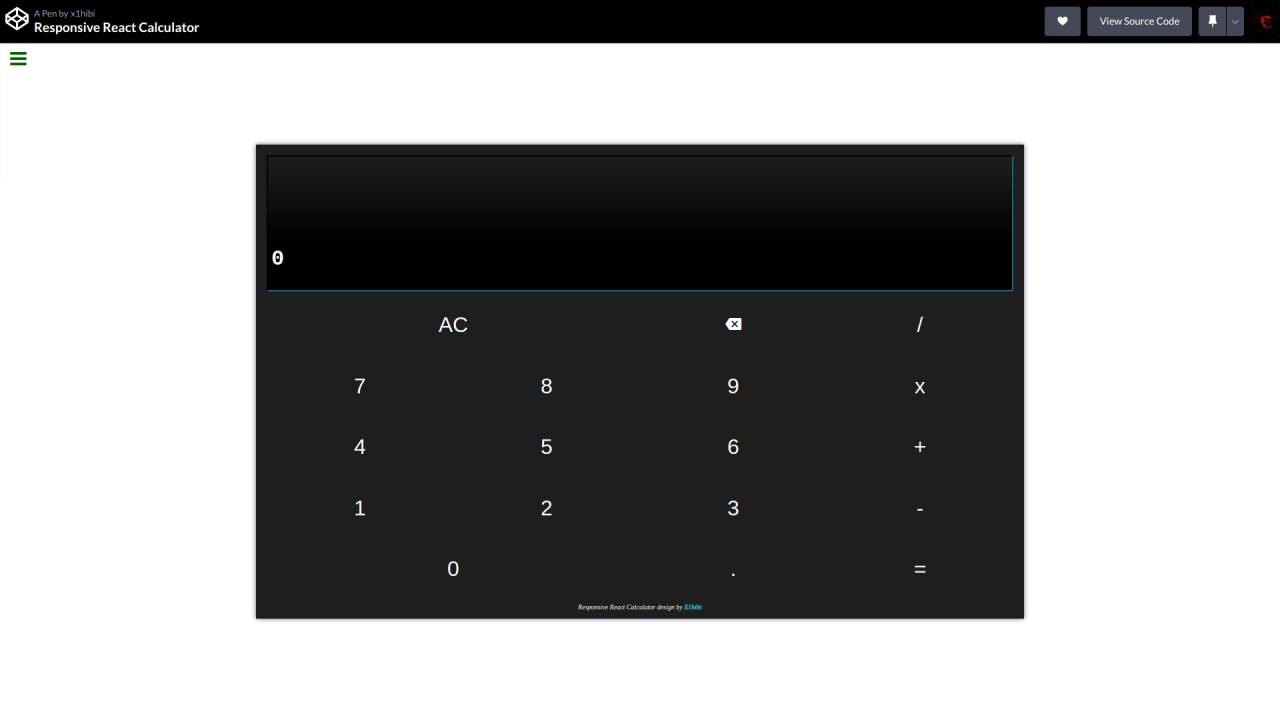 A Pen by x1hibi
Responsive React Calculator
View Source Code
0
AC /
7 8 9 x
4 5 6 +
1 2 3 -
0 . =
Responsive React Calculator design by X1hibi